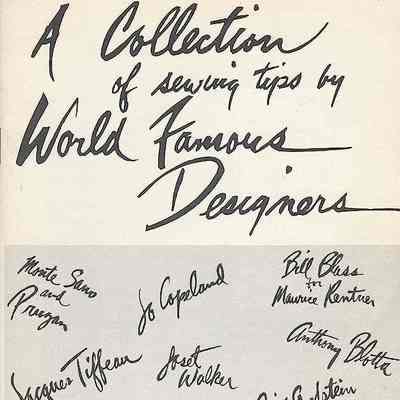 A Collection
of sewing tips by
World Famous
Designers
Monte Sano
and
Pruzan
Jo Copeland
Bill Blass
for
Maurice Rentner
Anthony Blotta
Jacques Tiffeau
Joset
Walker